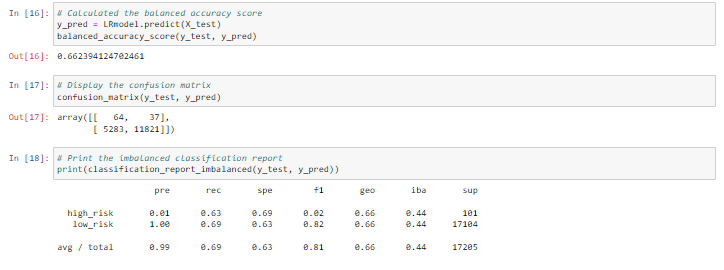 In [16]: # Calculated the balanced accuracy score
y_pred = LRmodel.predict(X_test)
balanced_accuracy_score(y_test, y_pred)
Out[16]: 0.662394124702461
In [17]: # Display the confusion matrix
confusion_matrix(y_test, y_pred)
Out[17]: array([[ 64, 37],
[ 5283, 11821]])
In [18]: # Print the imbalanced classification report
print(classification_report_imbalanced(y_test, y_pred))
pre rec spe f1 geo iba sup
high_risk 0.01 0.63 0.69 0.02 0.66 0.44 101
low_risk 1.00 0.69 0.63 0.82 0.66 0.44 17104
avg / total 0.99 0.69 0.63 0.81 0.66 0.44 17205